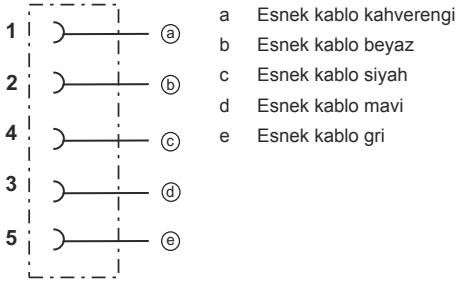 1 ⓐ
2 ⓑ
4 ⓒ
3 ⓓ
5 ⓔ
a Esnek kablo kahverengi
b Esnek kablo beyaz
c Esnek kablo siyah
d Esnek kablo mavi
e Esnek kablo gri